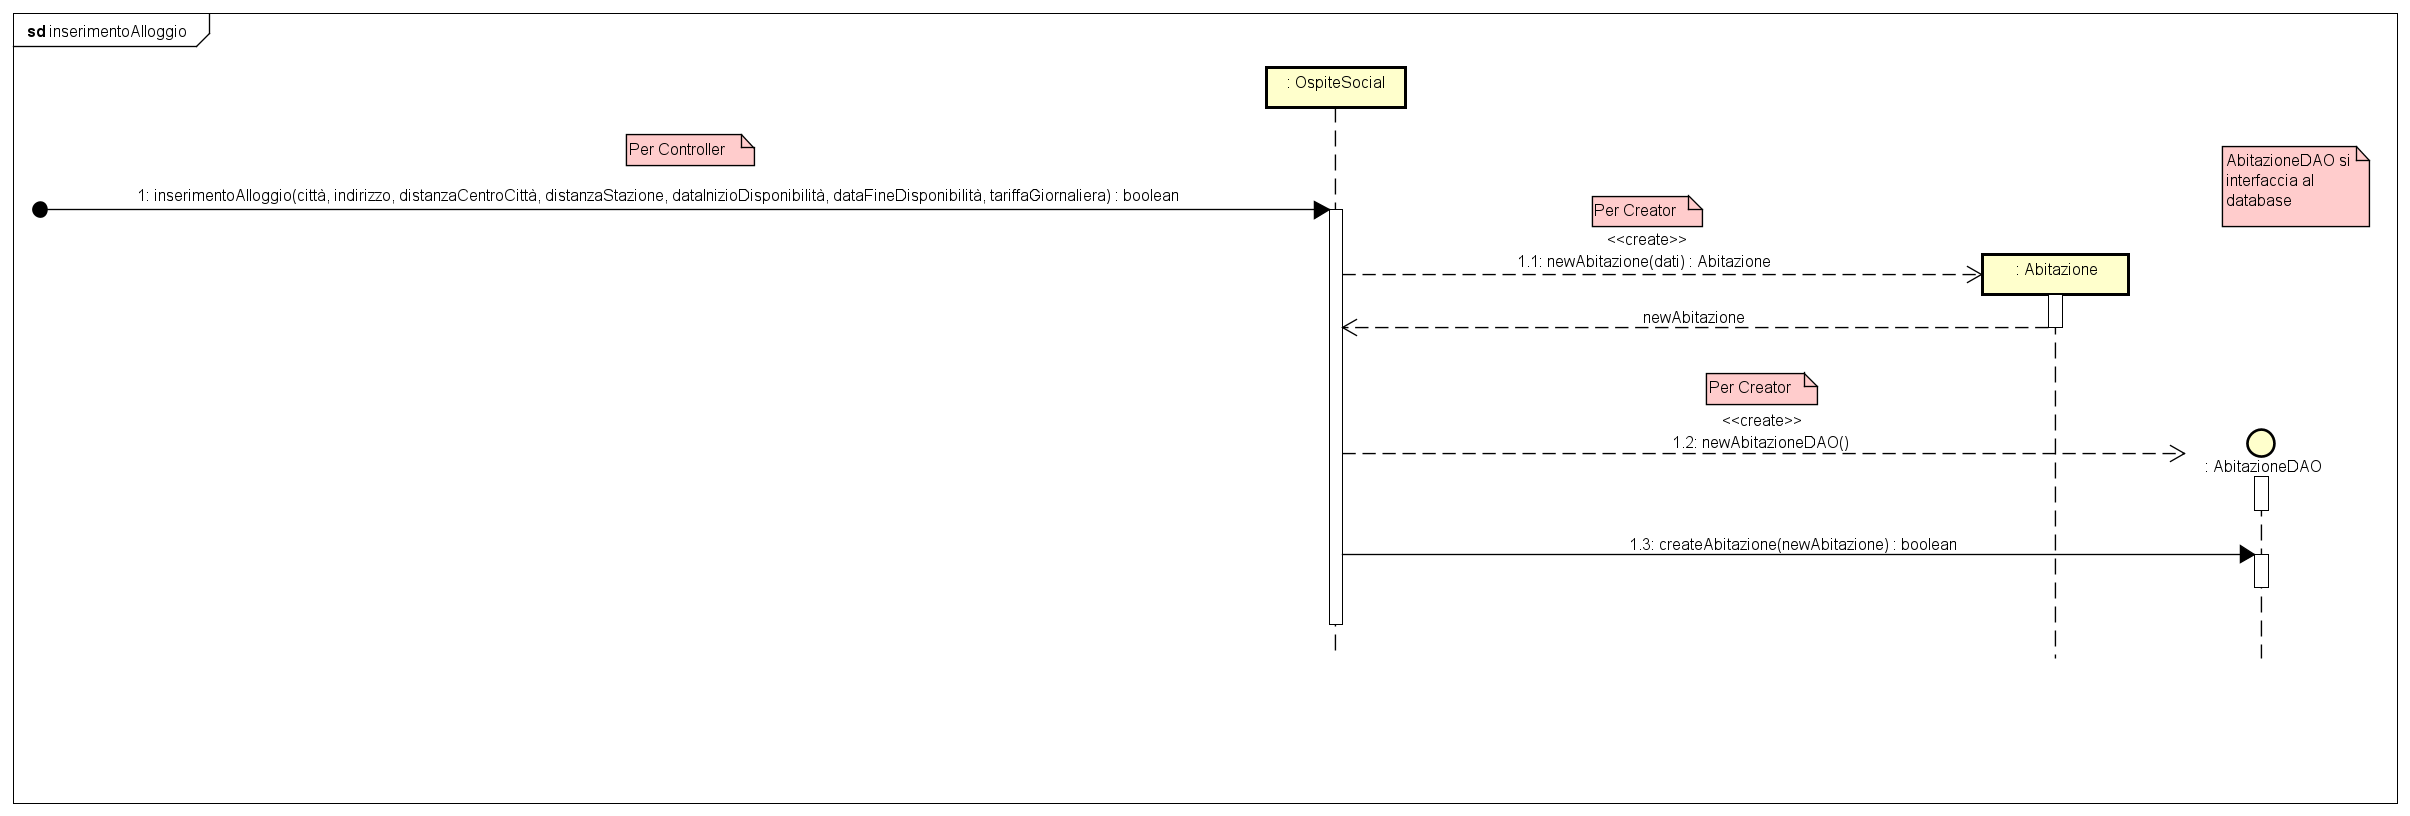 sd inserimentoAlloggio
: OspiteSocial
Per Controller
1: inserimentoAlloggio(città, indirizzo, distanzaCentroCittà, distanzaStazione, dataInizioDisponibilità, dataFineDisponibilità, tariffaGiornaliera) : boolean
AbitazioneDAO si
interfaccia al
database
Per Creator
<<create>>
1.1: newAbitazione(dati) : Abitazione
: Abitazione
newAbitazione
Per Creator
<<create>>
1.2: newAbitazioneDAO()
: AbitazioneDAO
1.3: createAbitazione(newAbitazione) : boolean